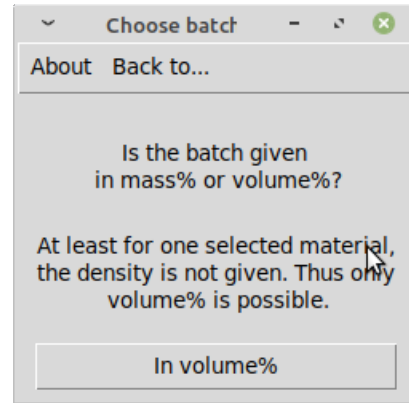 Choose batch
About Back to...
Is the batch given
in mass% or volume%?
At least for one selected material,
the density is not given. Thus only
volume% is possible.
In volume%